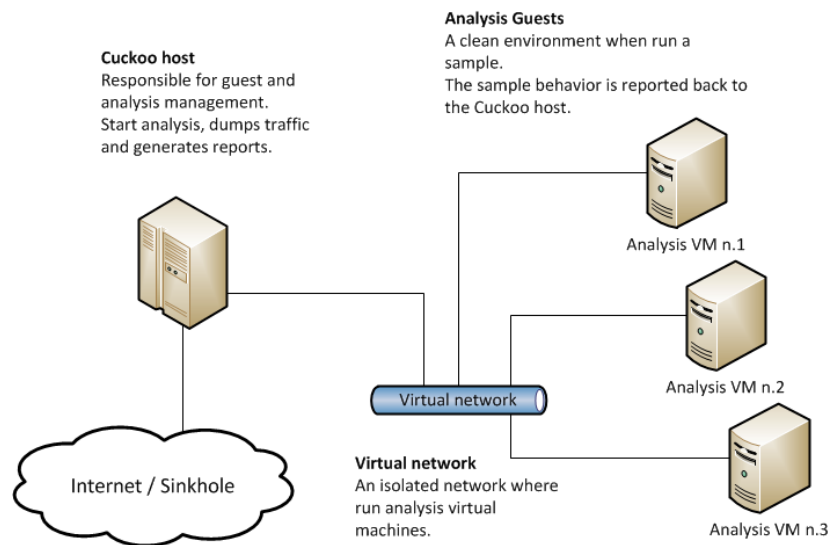 Cuckoo host
Responsible for guest and
analysis management.
Start analysis, dumps traffic
and generates reports.
Analysis Guests
A clean environment when run a
sample.
The sample behavior is reported back to
the Cuckoo host.
Analysis VM n.1
Analysis VM n.2
Virtual network
Internet / Sinkhole
Virtual network
An isolated network where
run analysis virtual
machines.
Analysis VM n.3